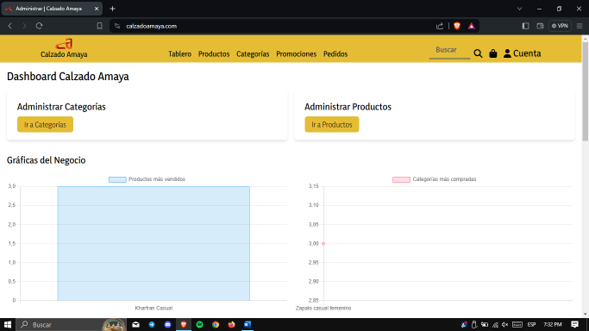 Administrar | Calzado Amaya
calzadoamaya.com
VPN
Calzado Amaya
Tablero Productos Categorías Promociones Pedidos
Buscar
Cuenta
Dashboard Calzado Amaya
Administrar Categorías
Ir a Categorías
Administrar Productos
Ir a Productos
Gráficas del Negocio
Productos más vendidos
3,0
2,5
2,0
1,5
1,0
0,5
0
Kharfran Casual
Categorías más compradas
3,15
3,10
3,05
3,00
2,95
2,90
2,85
Zapato casual femenino
Buscar
ESP
7:32 PM